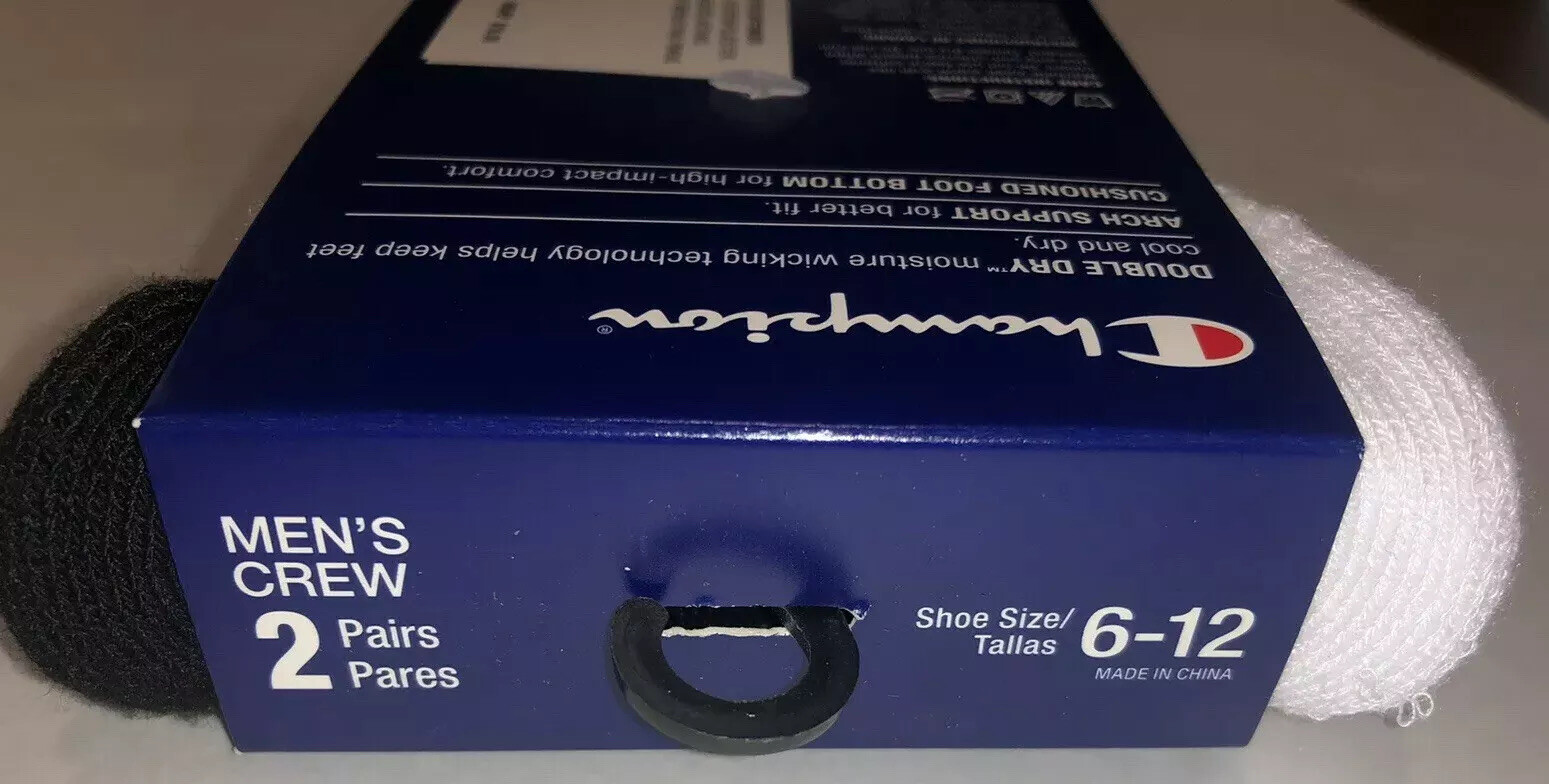 Champion®
DOUBLE DRY™ moisture wicking technology helps keep feet
cool and dry.
ARCH SUPPORT for better fit.
CUSHIONED FOOT BOTTOM for high-impact comfort.
MEN'S
CREW
2 Pairs
Pares
Shoe Size/
Tallas 6-12
MADE IN CHINA